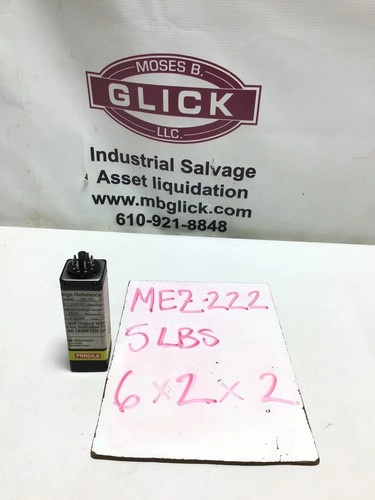 MOSES B.
GLICK
LLC.
Industrial Salvage
Asset liquidation
www.mbglick.com
610-921-8848
MEZ-222
5 LBS
6 x 2 x 2
FRAGILE